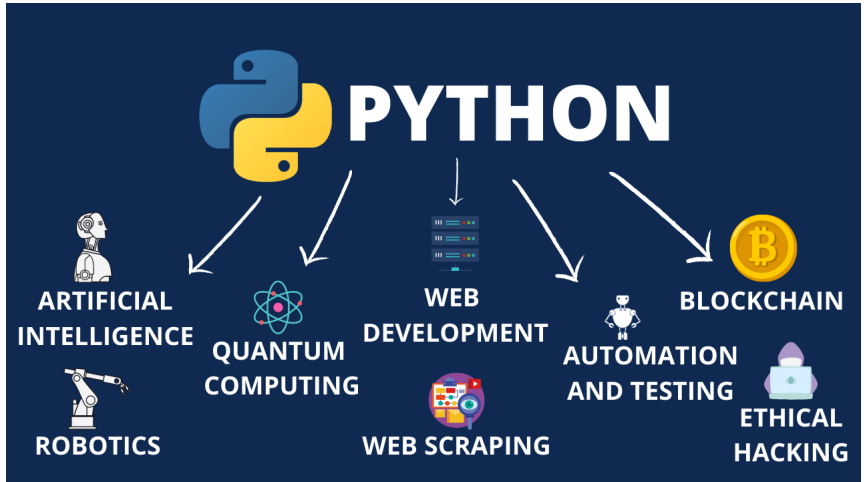 PYTHON
ARTIFICIAL
INTELLIGENCE
QUANTUM
COMPUTING
WEB
DEVELOPMENT
AUTOMATION
AND TESTING
BLOCKCHAIN
ROBOTICS
WEB SCRAPING
ETHICAL
HACKING